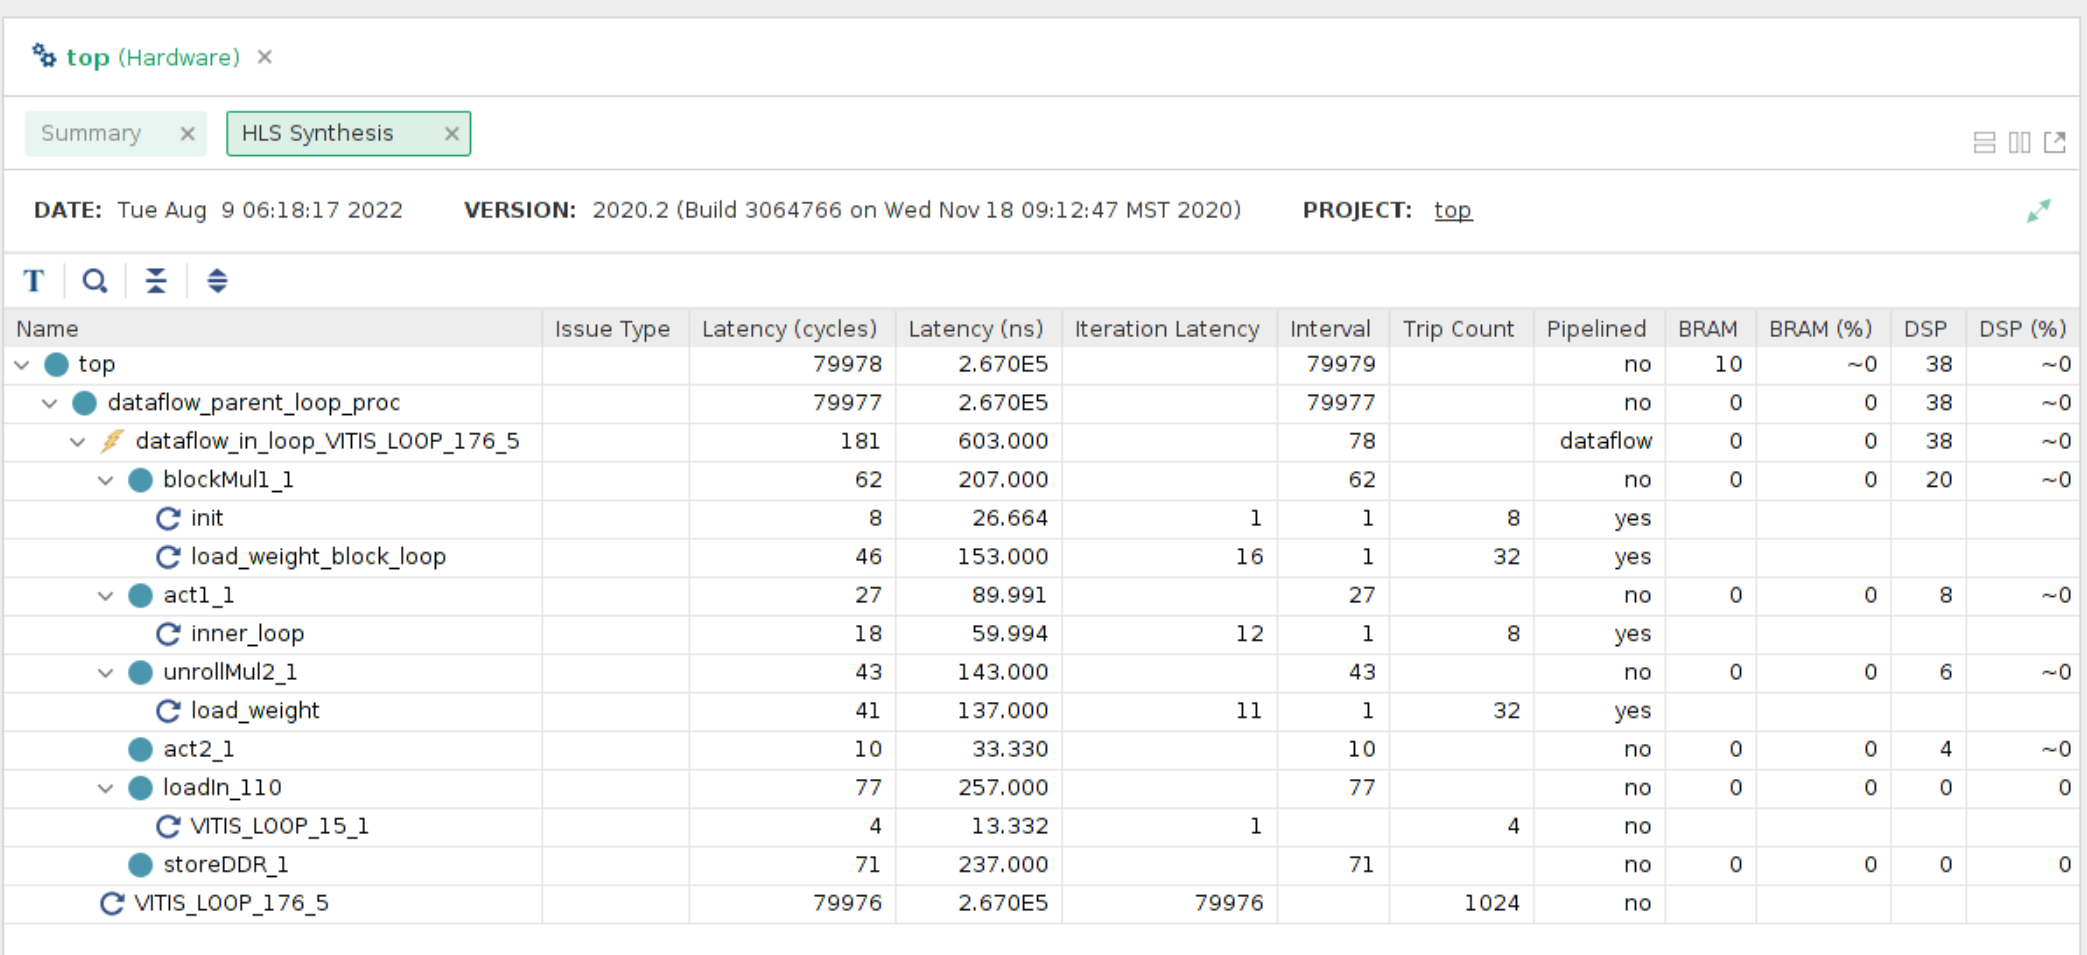 top (Hardware) ×
Summary × HLS Synthesis ×
DATE: Tue Aug 9 06:18:17 2022 VERSION: 2020.2 (Build 3064766 on Wed Nov 18 09:12:47 MST 2020) PROJECT: top
T
Name Issue Type Latency (cycles) Latency (ns) Iteration Latency Interval Trip Count Pipelined BRAM BRAM (%) DSP DSP (%)
top 79978 2.670E5 79979 no 10 ~0 38 ~0
dataflow_parent_loop_proc 79977 2.670E5 79977 no 0 0 38 ~0
dataflow_in_loop_VITIS_LOOP_176_5 181 603.000 78 dataflow 0 0 38 ~0
blockMul1_1 62 207.000 62 no 0 0 20 ~0
init 8 26.664 1 1 8 yes
load_weight_block_loop 46 153.000 16 1 32 yes
act1_1 27 89.991 27 no 0 0 8 ~0
inner_loop 18 59.994 12 1 8 yes
unrollMul2_1 43 143.000 43 no 0 0 6 ~0
load_weight 41 137.000 11 1 32 yes
act2_1 10 33.330 10 no 0 0 4 ~0
loadIn_110 77 257.000 77 no 0 0 0 0
VITIS_LOOP_15_1 4 13.332 1 4 no
storeDDR_1 71 237.000 71 no 0 0 0 0
VITIS_LOOP_176_5 79976 2.670E5 79976 1024 no